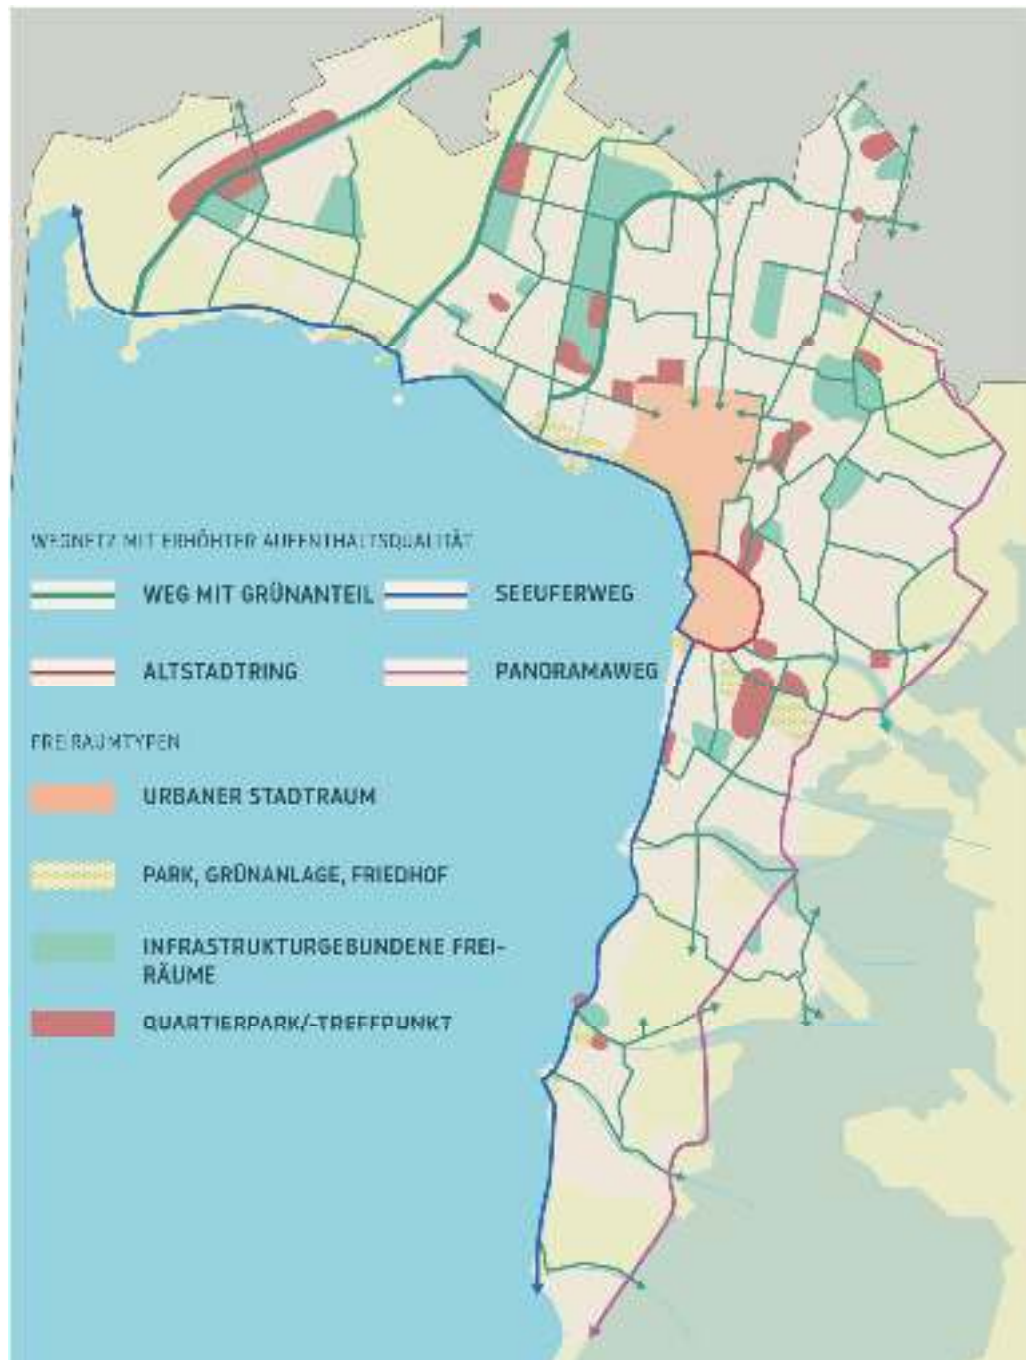 WEGNETZ MIT ERHÖHTER AUFENTHALTSQUALITÄT
WEG MIT GRÜNANTEIL
SEEUFERWEG
ALTSTADTRING
PANORAMAWEG
FREIRAUMTYPEN
URBANER STADTRAUM
PARK, GRÜNANLAGE, FRIEDHOF
INFRASTRUKTURGEBUNDENE FREI-
RÄUME
QUARTIERPARK/-TREFFPUNKT